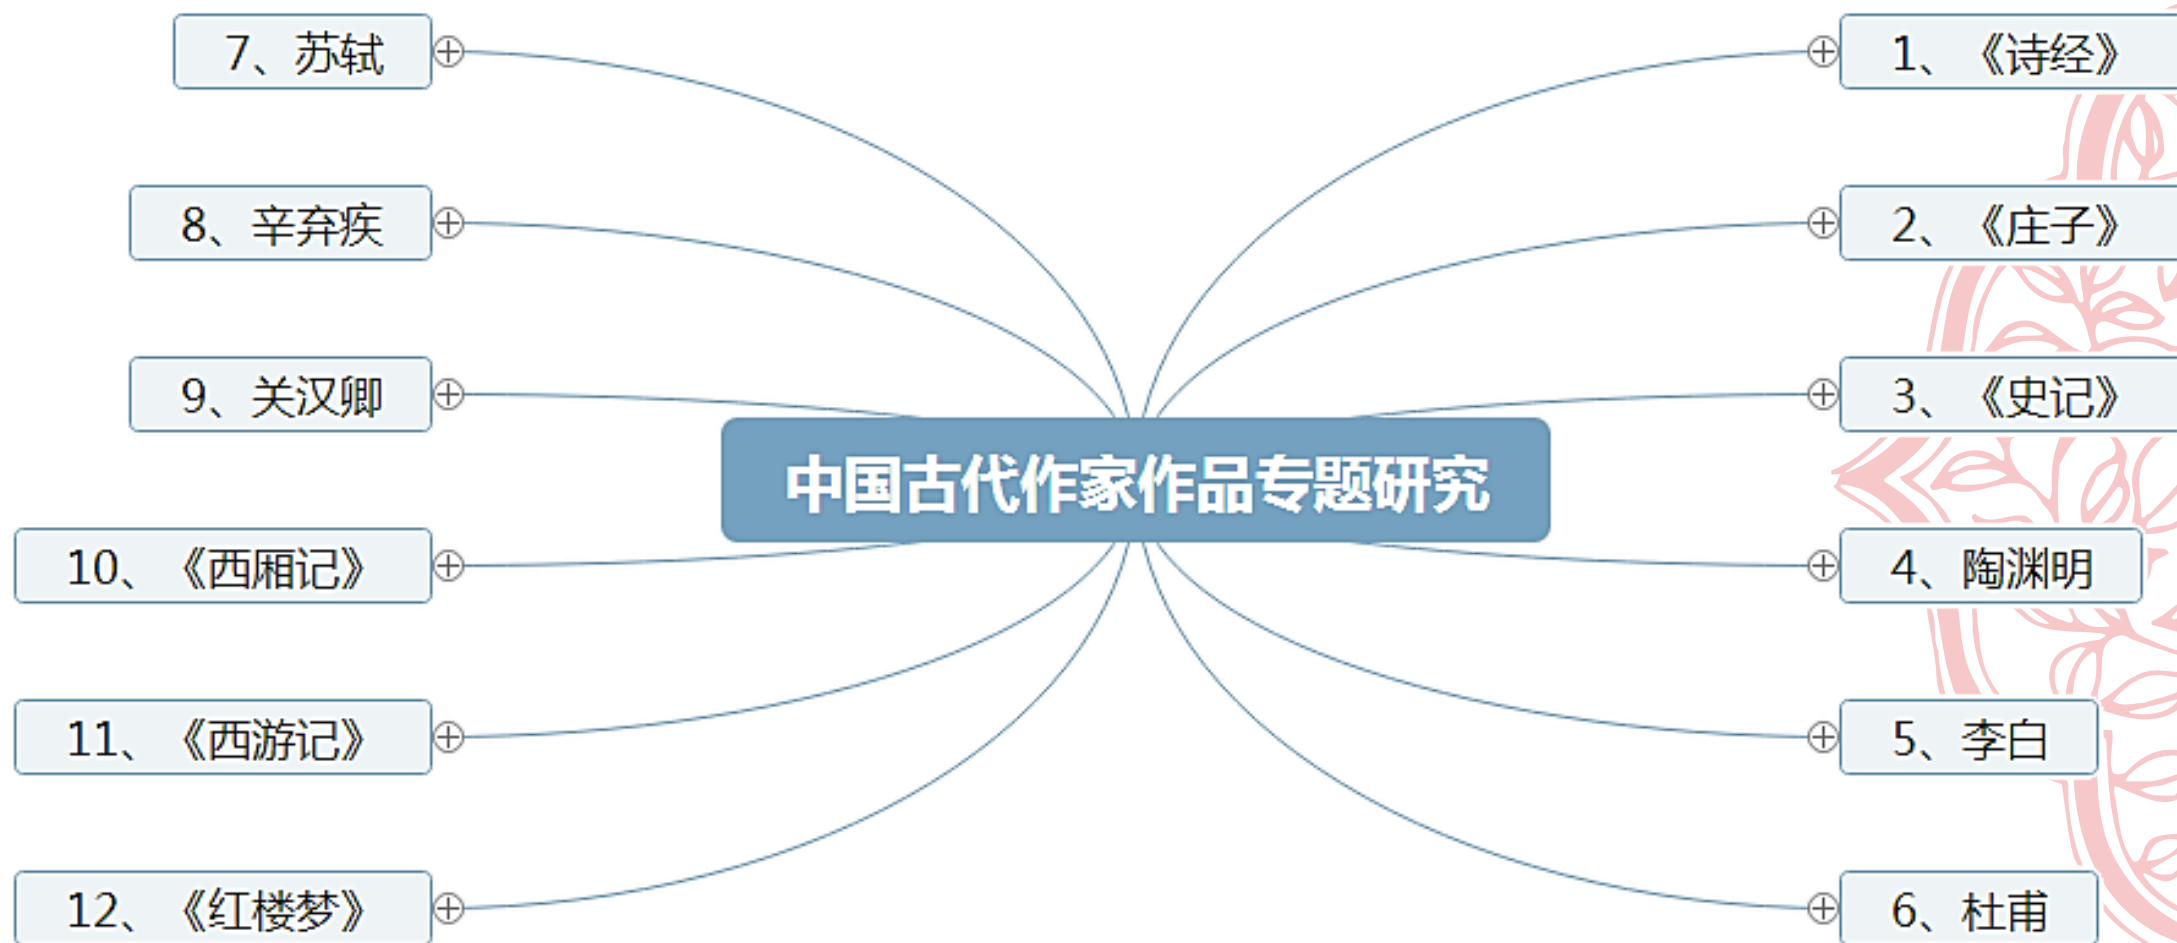 中国古代作家作品专题研究
1、《诗经》
2、《庄子》
3、《史记》
4、陶渊明
5、李白
6、杜甫
7、苏轼
8、辛弃疾
9、关汉卿
10、《西厢记》
11、《西游记》
12、《红楼梦》